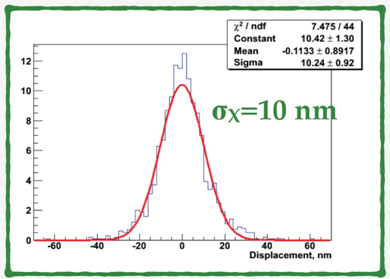 χ² / ndf 7.475 / 44
Constant 10.42 ± 1.30
Mean -0.1133 ± 0.8917
Sigma 10.24 ± 0.92
σX=10 nm
12
10
8
6
4
2
0
-60 -40 -20 0 20 40 60
Displacement, nm